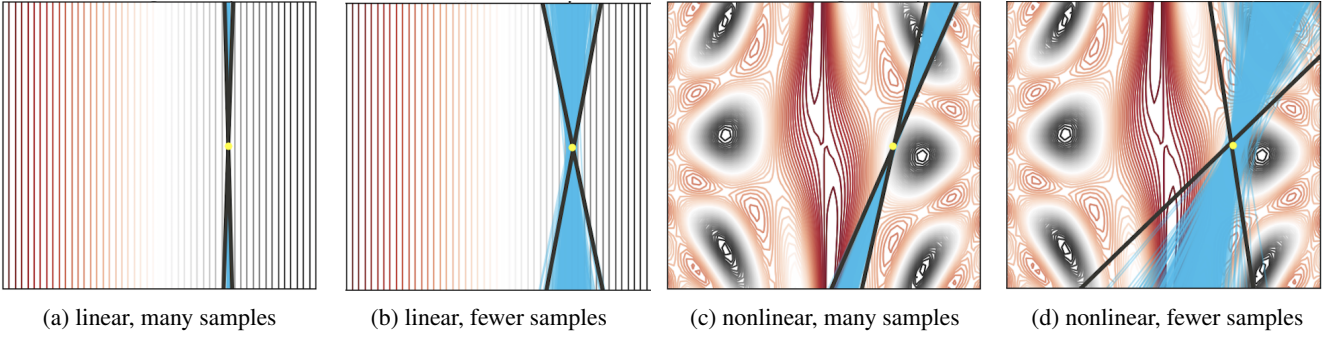 (a) linear, many samples
(b) linear, fewer samples
(c) nonlinear, many samples
(d) nonlinear, fewer samples